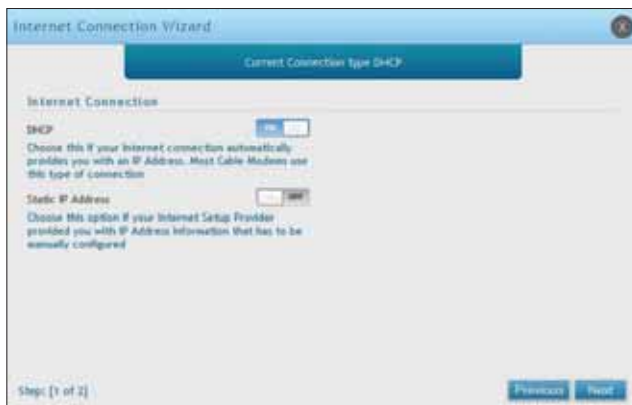 Internet Connection Wizard
Current Connection type DHCP
Internet Connection
DHCP
ON
Choose this if your Internet connection automatically
provides you with an IP Address. Most Cable Modems use
this type of connection
Static IP Address
OFF
Choose this option if your Internet Setup Provider
provided you with IP Address Information that has to be
manually configured
Step: [1 of 2]
Previous
Next